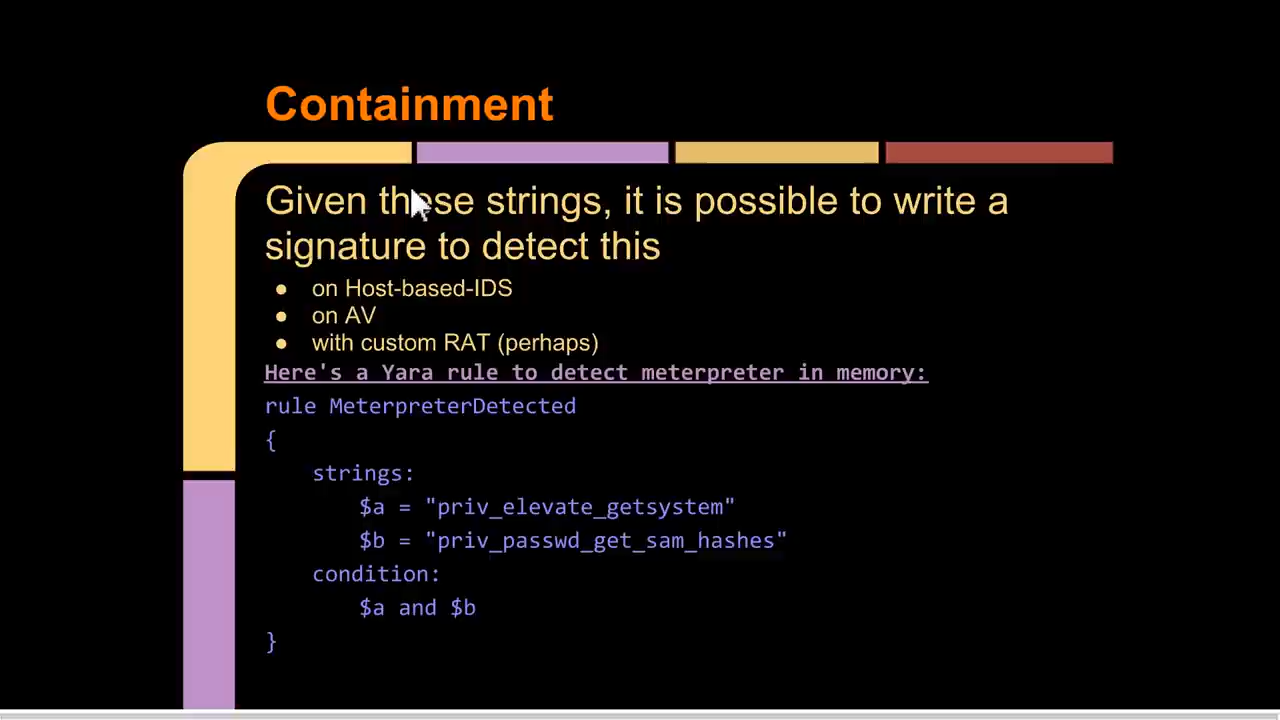 Containment
Given those strings, it is possible to write a
signature to detect this
● on Host-based-IDS
● on AV
● with custom RAT (perhaps)
Here's a Yara rule to detect meterpreter in memory:
rule MeterpreterDetected
{
strings:
$a = "priv_elevate_getsystem"
$b = "priv_passwd_get_sam_hashes"
condition:
$a and $b
}